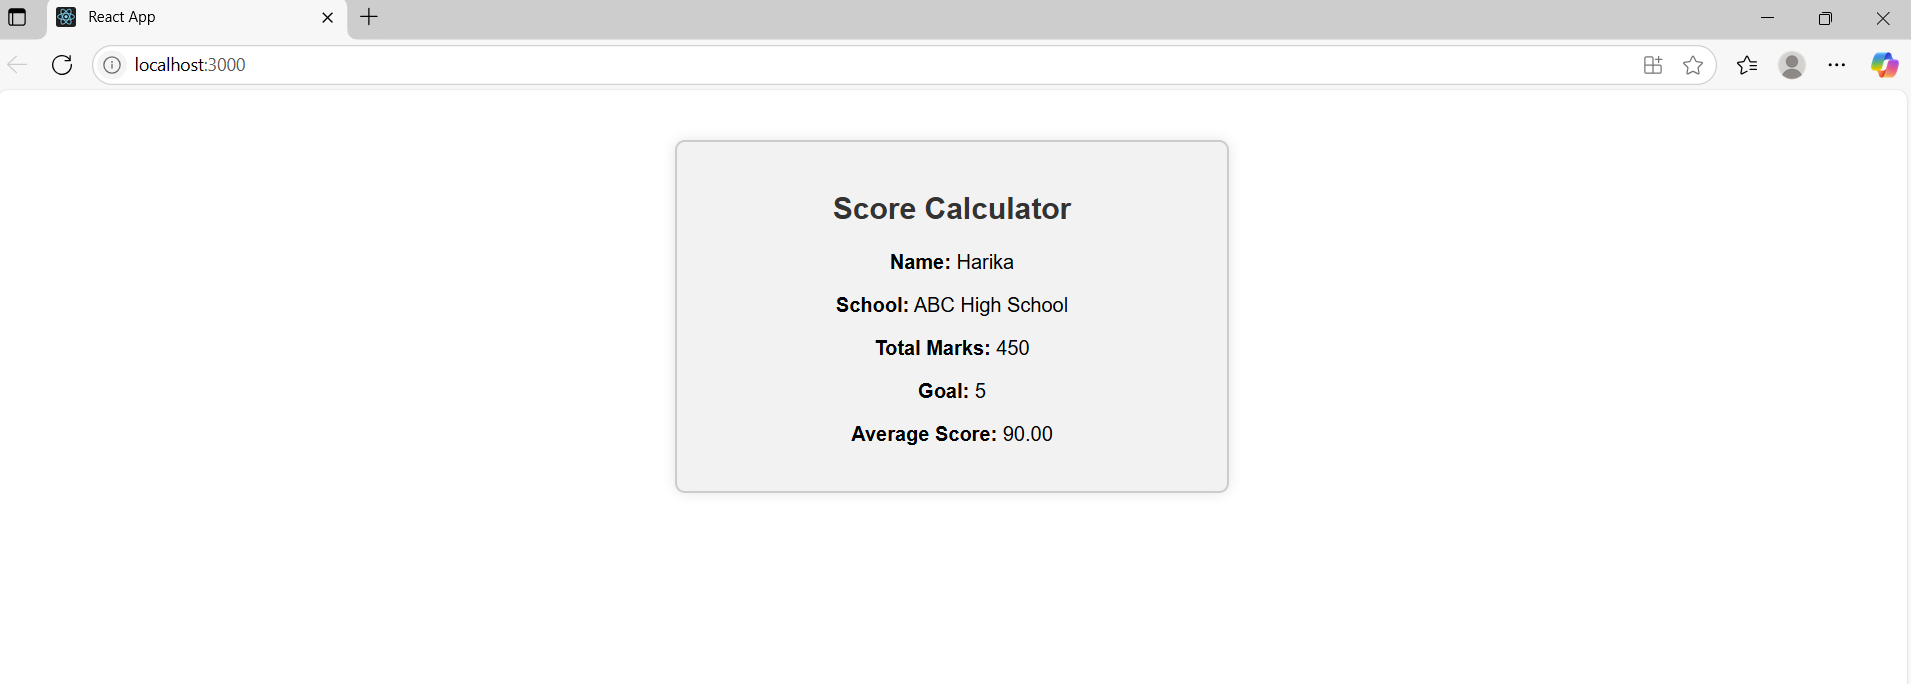 React App
localhost:3000
Score Calculator
Name: Harika
School: ABC High School
Total Marks: 450
Goal: 5
Average Score: 90.00